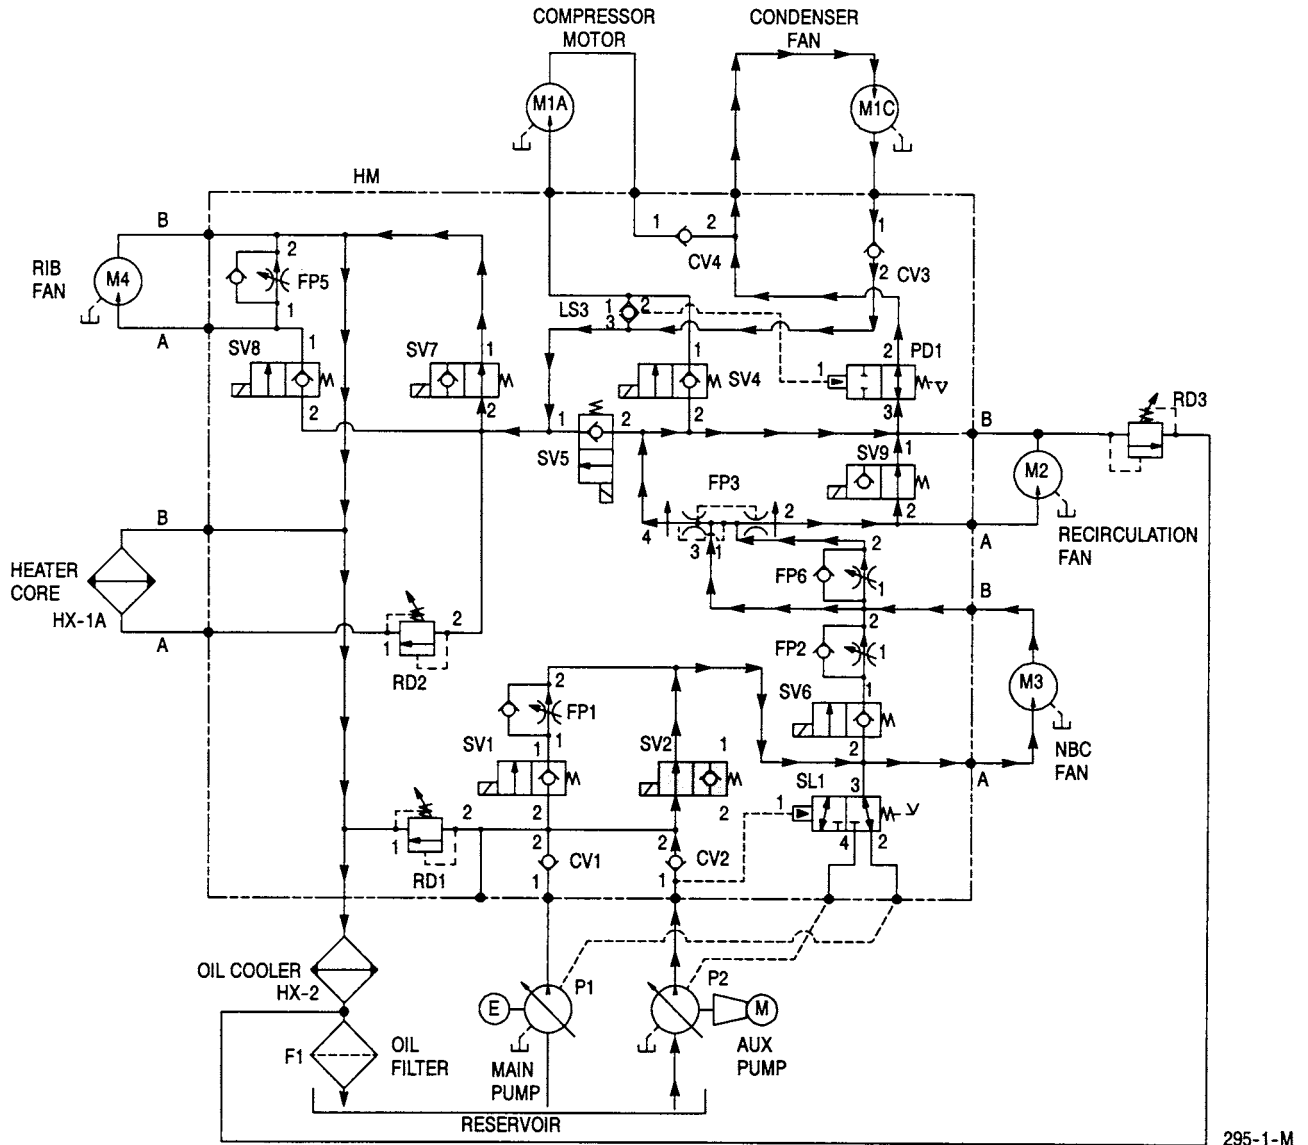 COMPRESSOR
MOTOR
CONDENSER
FAN
M1A
M1C
HM
B
1
2
1
CV4
2
CV3
RIB
FAN
M4
2
FP5
1
A
LS3
1
2
3
SV8
1
SV7
1
1
SV4
2
PD1
1
3
RD3
2
2
2
1
2
SV5
B
1
SV9
M2
FP3
2
2
4
3
1
A
RECIRCULATION
FAN
B
2
FP6
1
B
HEATER
CORE
HX-1A
A
2
1
RD2
2
FP2
1
M3
2
FP1
1
SV6
1
SV1
1
SV2
1
2
A
NBC
FAN
SL1
3
2
2
1
2
1
RD1
2
CV1
1
2
CV2
1
4
2
OIL COOLER
HX-2
E
P1
P2
M
F1
OIL
FILTER
MAIN
PUMP
AUX
PUMP
RESERVOIR
295-1-M